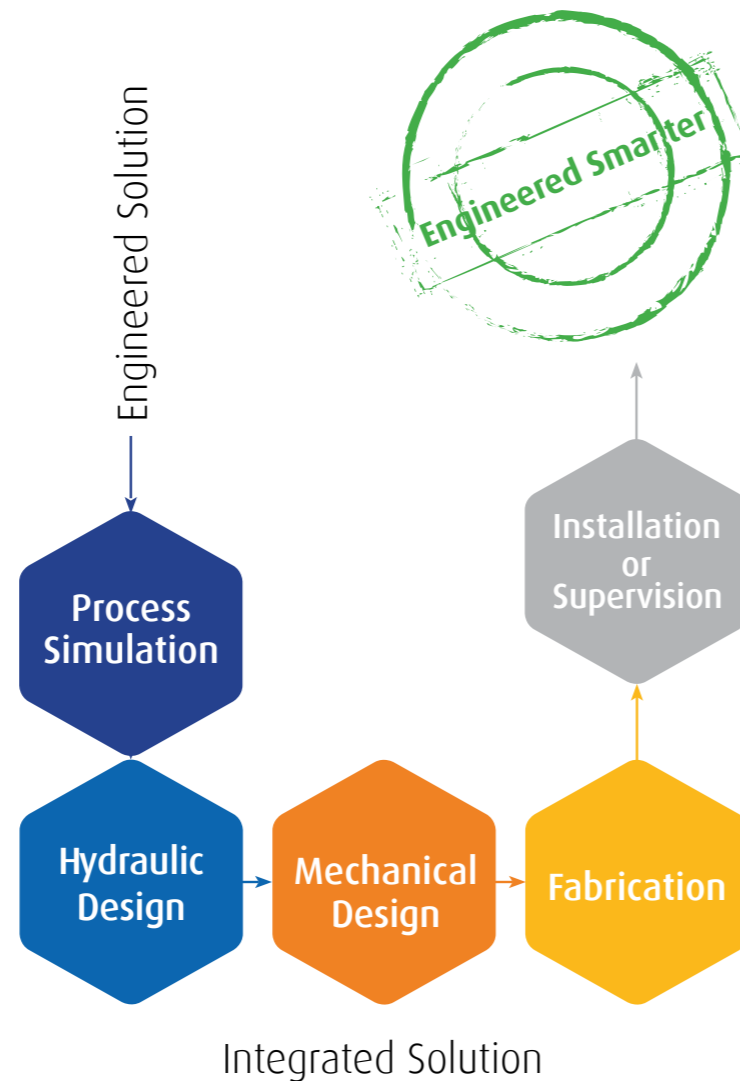 Engineered Solution
Process
Simulation
Hydraulic
Design
Mechanical
Design
Fabrication
Installation
or
Supervision
Engineered Smarter
Integrated Solution